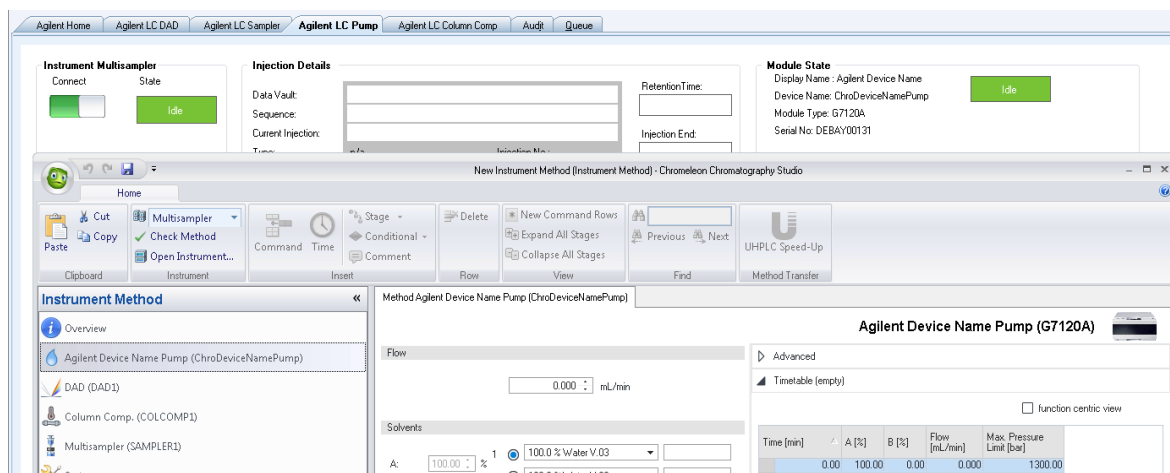 Agilent Home Agilent LC DAD Agilent LC Sampler Agilent LC Pump Agilent LC Column Comp Audit Queue
Instrument Multisampler
Connect State
Idle
Injection Details
Data Vault:
Sequence:
Current Injection:
Type: n/a Injection No.:
RetentionTime:
Injection End:
Module State
Display Name : Agilent Device Name
Device Name: ChroDeviceNamePump
Module Type: G7120A
Serial No: DEBAY00131
Idle
New Instrument Method (Instrument Method) - Chromeleon Chromatography Studio
Home
Paste
Cut
Copy
Clipboard
Multisampler
Check Method
Open Instrument...
Instrument
Command Time
Stage
Conditional
Comment
Insert
Delete
Row
New Command Rows
Expand All Stages
Collapse All Stages
View
Previous Next
Find
UHPLC Speed-Up
Method Transfer
Instrument Method «
Overview
Agilent Device Name Pump (ChroDeviceNamePump)
DAD (DAD1)
Column Comp. (COLCOMP1)
Multisampler (SAMPLER1)
Method Agilent Device Name Pump (ChroDeviceNamePump)
Agilent Device Name Pump (G7120A)
Flow
0.000 mL/min
Solvents
A: 100.00 % 1 100.0 % Water V.03
Advanced
Timetable (empty)
function centric view
Time [min] A [%] B [%] Flow [mL/min] Max. Pressure Limit [bar]
0.00 100.00 0.00 0.000 1300.00